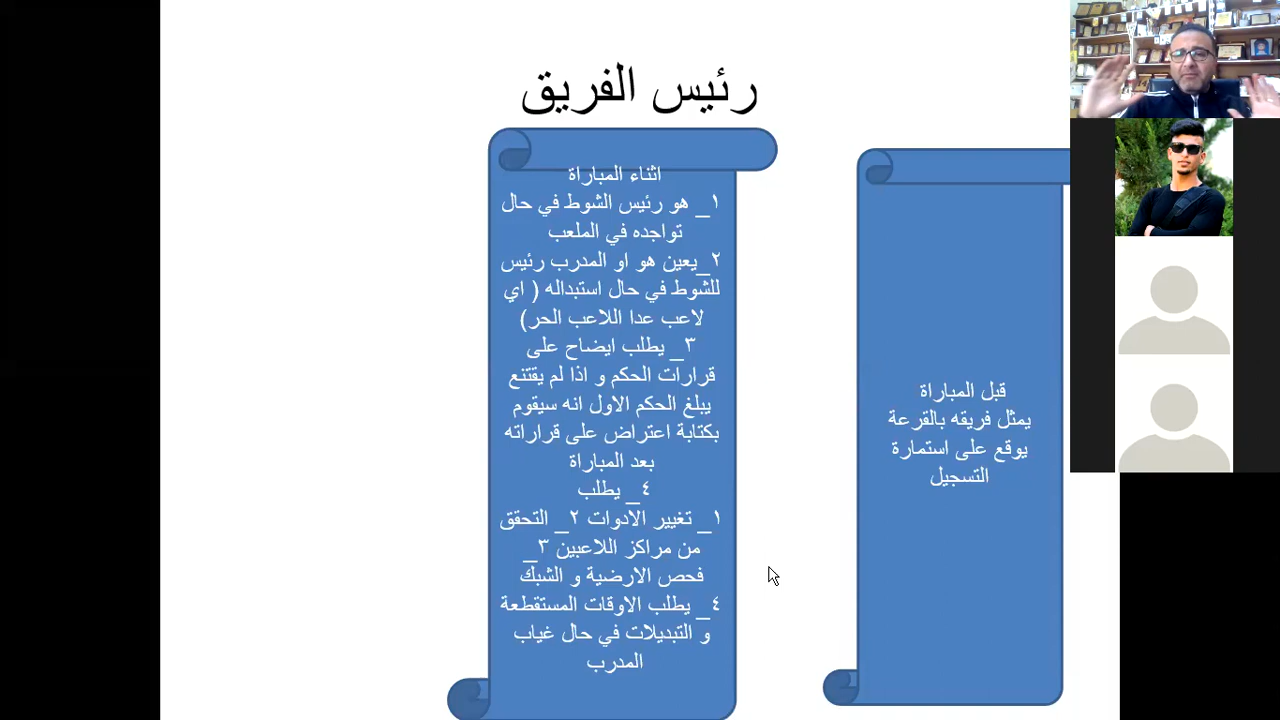 رئيس الفريق
قبل المباراة
يمثل فريقه بالقرعة
يوقع على استمارة
التسجيل
اثناء المباراة
١_ هو رئيس الشوط في حال
تواجده في الملعب
٢_يعين هو او المدرب رئيس
للشوط في حال استبداله ( اي
لاعب عدا اللاعب الحر)
٣_ يطلب ايضاح على
قرارات الحكم و اذا لم يقتنع
يبلغ الحكم الاول انه سيقوم
بكتابة اعتراض على قراراته
بعد المباراة
٤_ يطلب
١_ تغيير الادوات ٢_ التحقق
من مراكز اللاعبين ٣_
فحص الارضية و الشبك
٤_ يطلب الاوقات المستقطعة
و التبديلات في حال غياب
المدرب